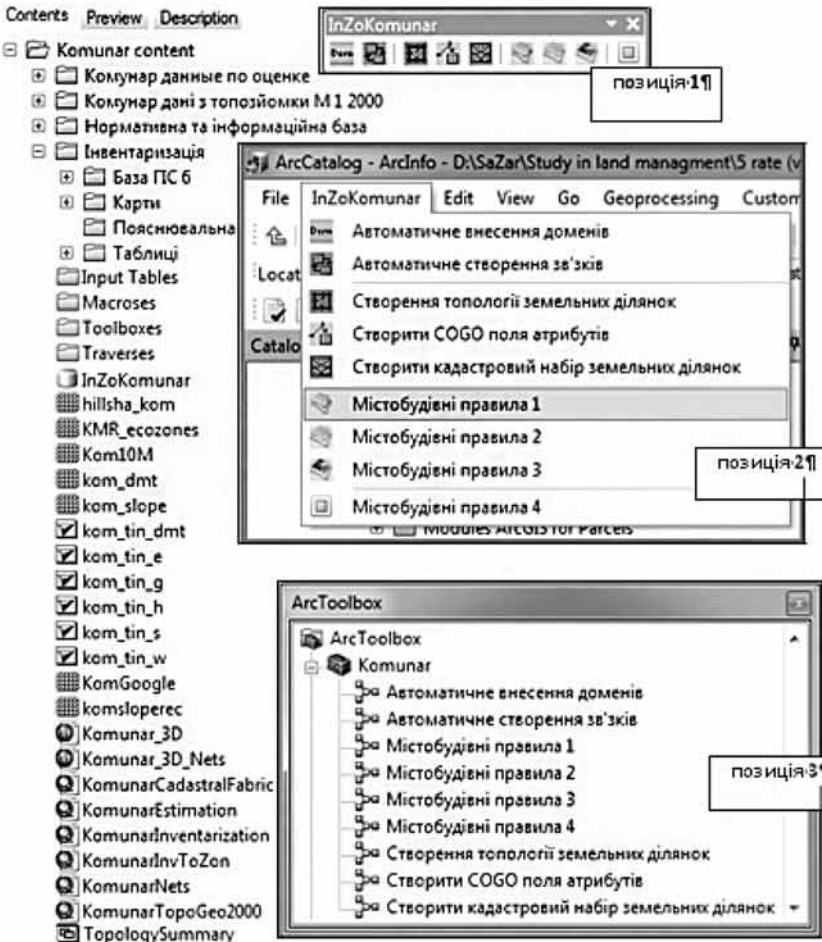 Contents Preview Description
Komunar content
Комунар данные по оценке
Комунар дані з топозйомки М 1 2000
Нормативна та інформаційна база
Інвентаризація
База ПС 6
Карти
Пояснювальна
Таблиці
Input Tables
Macroses
Toolboxes
Traverses
InZoKomunar
hillsha_kom
KMR_ecozones
Kom10M
kom_dmt
kom_slope
kom_tin_dmt
kom_tin_e
kom_tin_g
kom_tin_h
kom_tin_s
kom_tin_w
KomGoogle
komsloperec
Komunar_3D
Komunar_3D_Nets
KomunarCadastralFabric
KomunarEstimation
KomunarInventarization
KomunarInvToZon
KomunarNets
KomunarTopoGeo2000
TopologySummary
InZoKomunar
позиція·1¶
ArcCatalog - ArcInfo - D:\SaZar\Study in land managment\5 rate (v
File InZoKomunar Edit View Go Geoprocessing Custom
Locat
Catalo
Автоматичне внесення доменів
Автоматичне створення зв'язків
Створення топології земельних ділянок
Створити COGO поля атрибутів
Створити кадастровий набір земельних ділянок
Містобудівні правила 1
Містобудівні правила 2
Містобудівні правила 3
Містобудівні правила 4
Modules ArcGIS for Parcels
позиція·2¶
ArcToolbox
ArcToolbox
Komunar
Автоматичне внесення доменів
Автоматичне створення зв'язків
Містобудівні правила 1
Містобудівні правила 2
Містобудівні правила 3
Містобудівні правила 4
Створення топології земельних ділянок
Створити COGO поля атрибутів
Створити кадастровий набір земельних ділянок
позиція·3¶